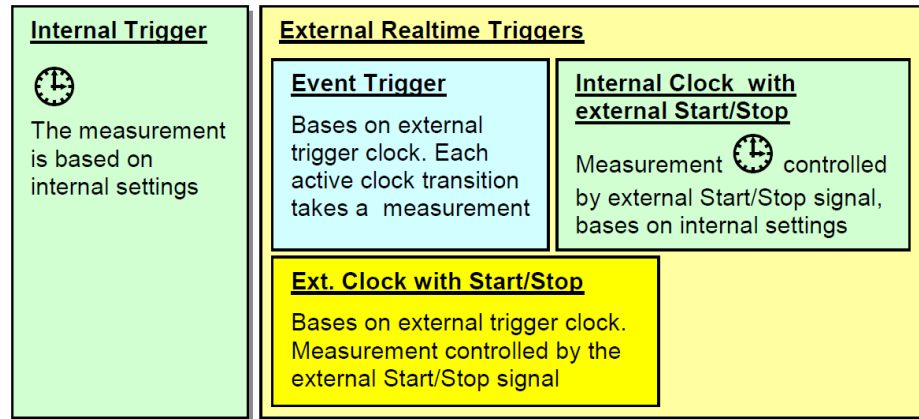 Internal Trigger
The measurement
is based on
internal settings
External Realtime Triggers
Event Trigger
Bases on external
trigger clock. Each
active clock transition
takes a measurement
Internal Clock with
external Start/Stop
Measurement controlled
by external Start/Stop signal,
bases on internal settings
Ext. Clock with Start/Stop
Bases on external trigger clock.
Measurement controlled by the
external Start/Stop signal